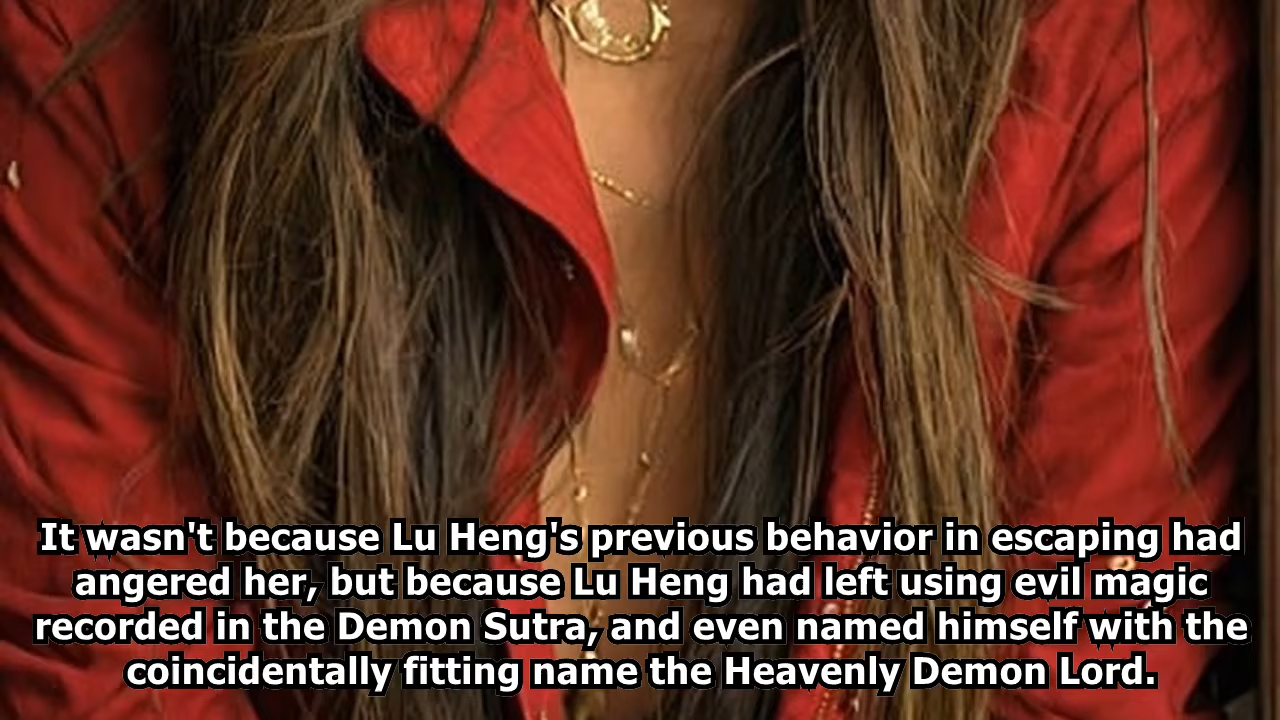 It wasn't because Lu Heng's previous behavior in escaping had
angered her, but because Lu Heng had left using evil magic
recorded in the Demon Sutra, and even named himself with the
coincidentally fitting name the Heavenly Demon Lord.